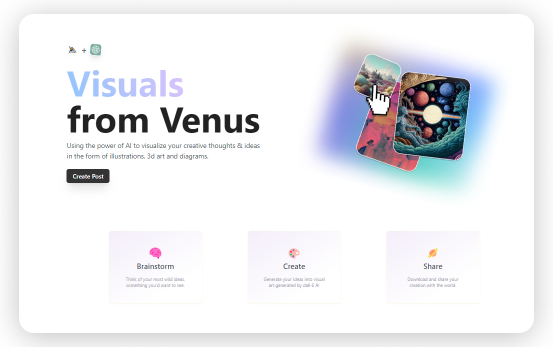 +
Visuals
from Venus
Using the power of AI to visualize your creative thoughts & ideas
in the form of illustrations, 3d art and diagrams.
Create Post
Brainstorm
Think of your most wild ideas,
something you'd want to see.
Create
Generate your ideas into visual
art generated by dall-E AI
Share
Download and share your
creation with the world.